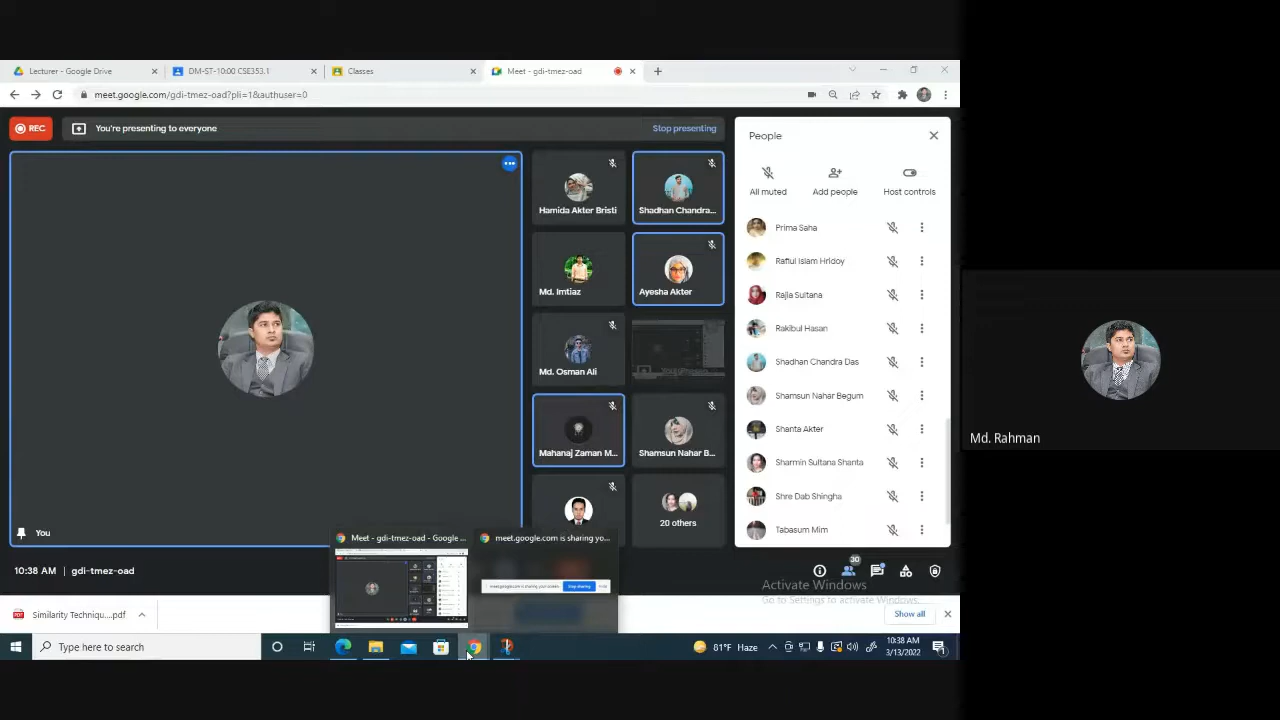 Lecturer - Google Drive
DM-ST-10:00 CSE353.1
Classes
Meet - gdi-tmez-oad
meet.google.com/gdi-tmez-oad?pli=1&authuser=0
REC
You're presenting to everyone
Stop presenting
People
All muted
Add people
Host controls
Hamida Akter Bristi
Shadhan Chandra...
Md. Imtiaz
Ayesha Akter
Md. Osman Ali
Mahanaj Zaman M...
Shamsun Nahar B...
20 others
You
Prima Saha
Rafiul Islam Hridoy
Rajia Sultana
Rakibul Hasan
Shadhan Chandra Das
Shamsun Nahar Begum
Shanta Akter
Sharmin Sultana Shanta
Shre Dab Shingha
Tabasum Mim
Md. Rahman
Meet - gdi-tmez-oad - Google ...
meet.google.com is sharing yo...
Stop sharing
10:38 AM | gdi-tmez-oad
30
Activate Windows
Go to Settings to activate Windows.
Similarity Techniqu....pdf
Show all
Type here to search
81°F Haze
10:38 AM
3/13/2022
1